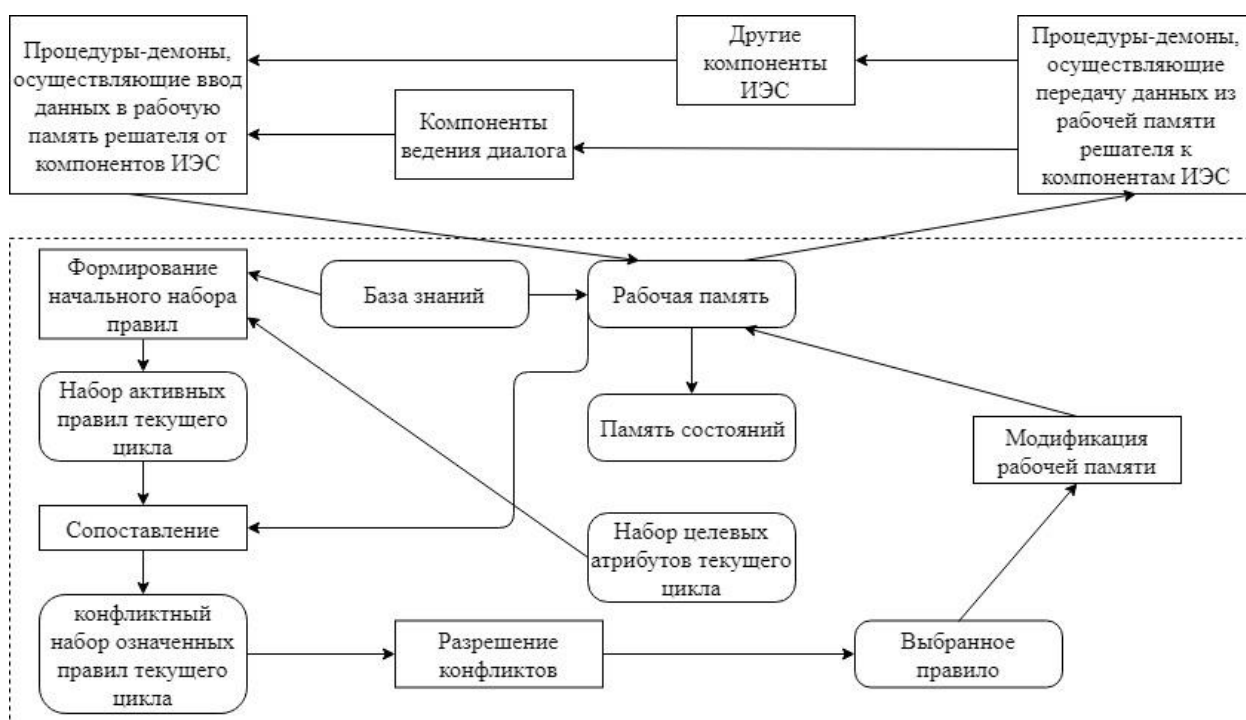 Процедуры-демоны,
осуществляющие ввод
данных в рабочую
память решателя от
компонентов ИЭС
Другие
компоненты
ИЭС
Компоненты
ведения диалога
Процедуры-демоны,
осуществляющие
передачу данных из
рабочей памяти
решателя к
компонентам ИЭС
Формирование
начального набора
правил
База знаний
Рабочая память
Набор активных
правил текущего
цикла
Память состояний
Модификация
рабочей памяти
Сопоставление
Набор целевых
атрибутов текущего
цикла
конфликтный
набор означенных
правил текущего
цикла
Разрешение
конфликтов
Выбранное
правило